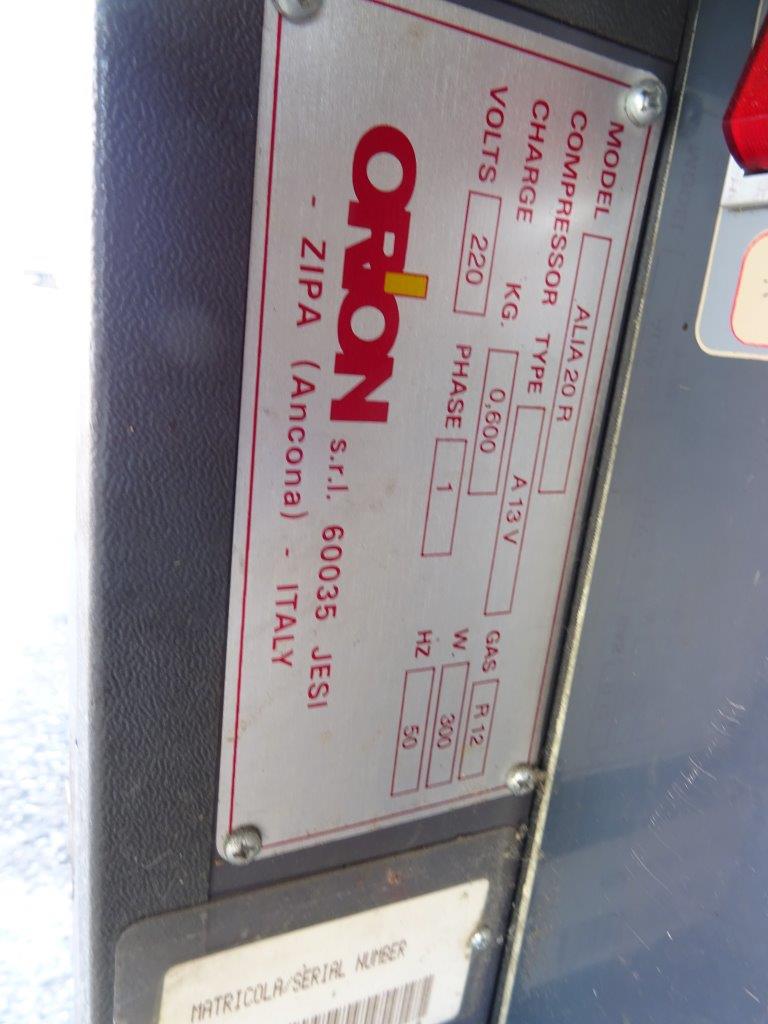 MODEL ALIA 20 R
COMPRESSOR TYPE A 13 V GAS R 12
CHARGE KG. 0,600 W. 300
VOLTS 220 PHASE 1 HZ 50
ORION s.r.l. 60035 JESI
- ZIPA (Ancona) - ITALY
MATRICOLA/SERIAL NUMBER